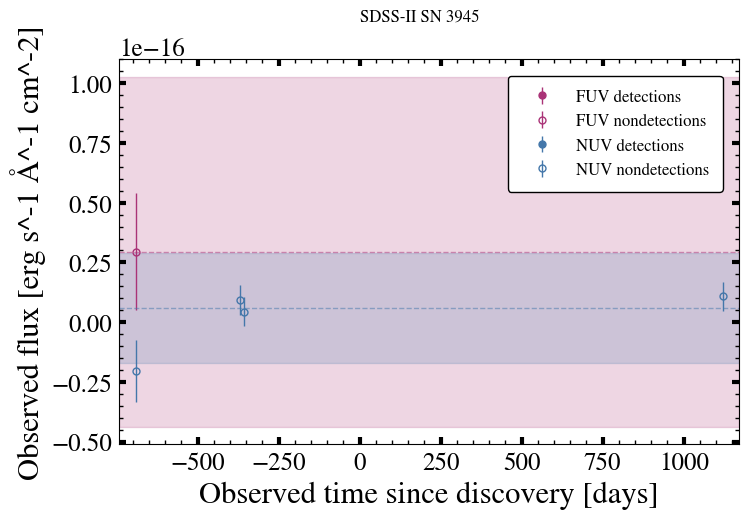 SDSS-II SN 3945
1e−16
Observed flux [erg s^-1 Å^-1 cm^-2]
1.00
0.75
0.50
0.25
0.00
−0.25
−0.50
FUV detections
FUV nondetections
NUV detections
NUV nondetections
−500 −250 0 250 500 750 1000
Observed time since discovery [days]